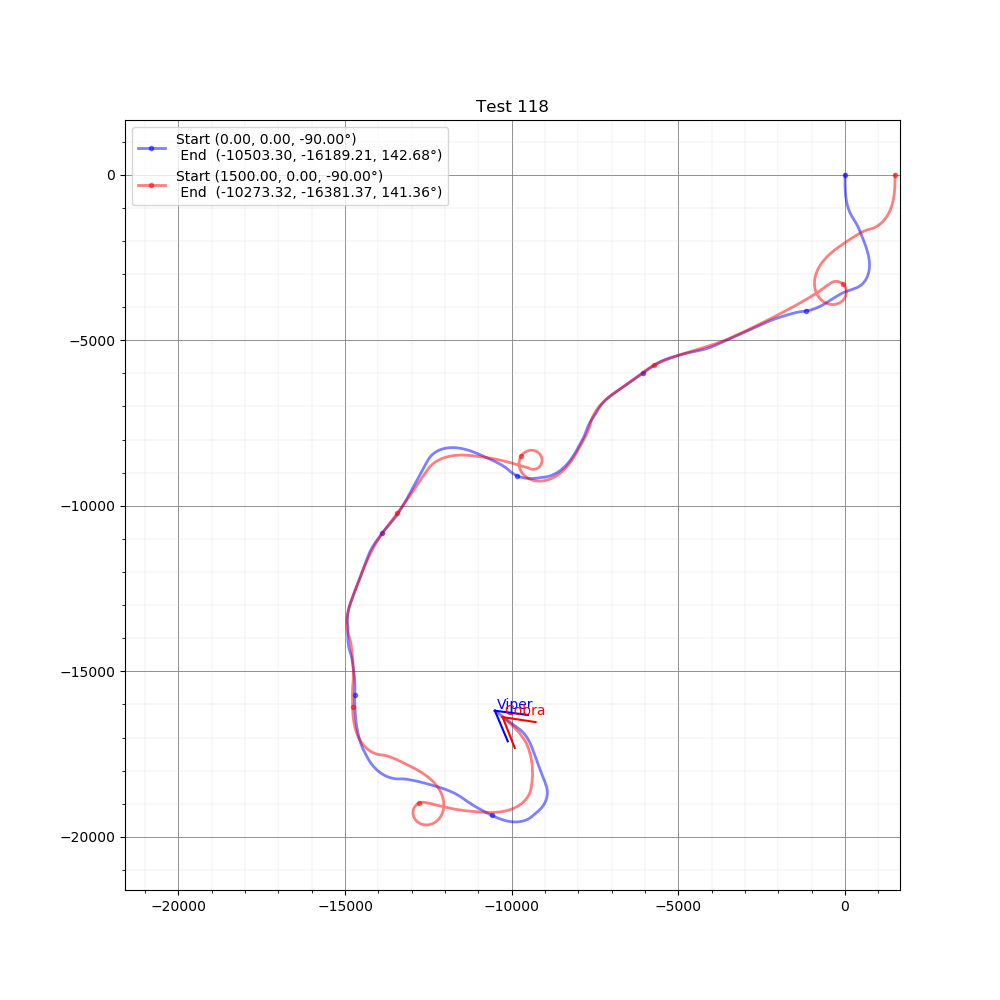 Test 118
Start (0.00, 0.00, -90.00°)
End (-10503.30, -16189.21, 142.68°)
Start (1500.00, 0.00, -90.00°)
End (-10273.32, -16381.37, 141.36°)
0
−5000
−10000
−15000
−20000
Viper
Cobra
−20000
−15000
−10000
−5000
0